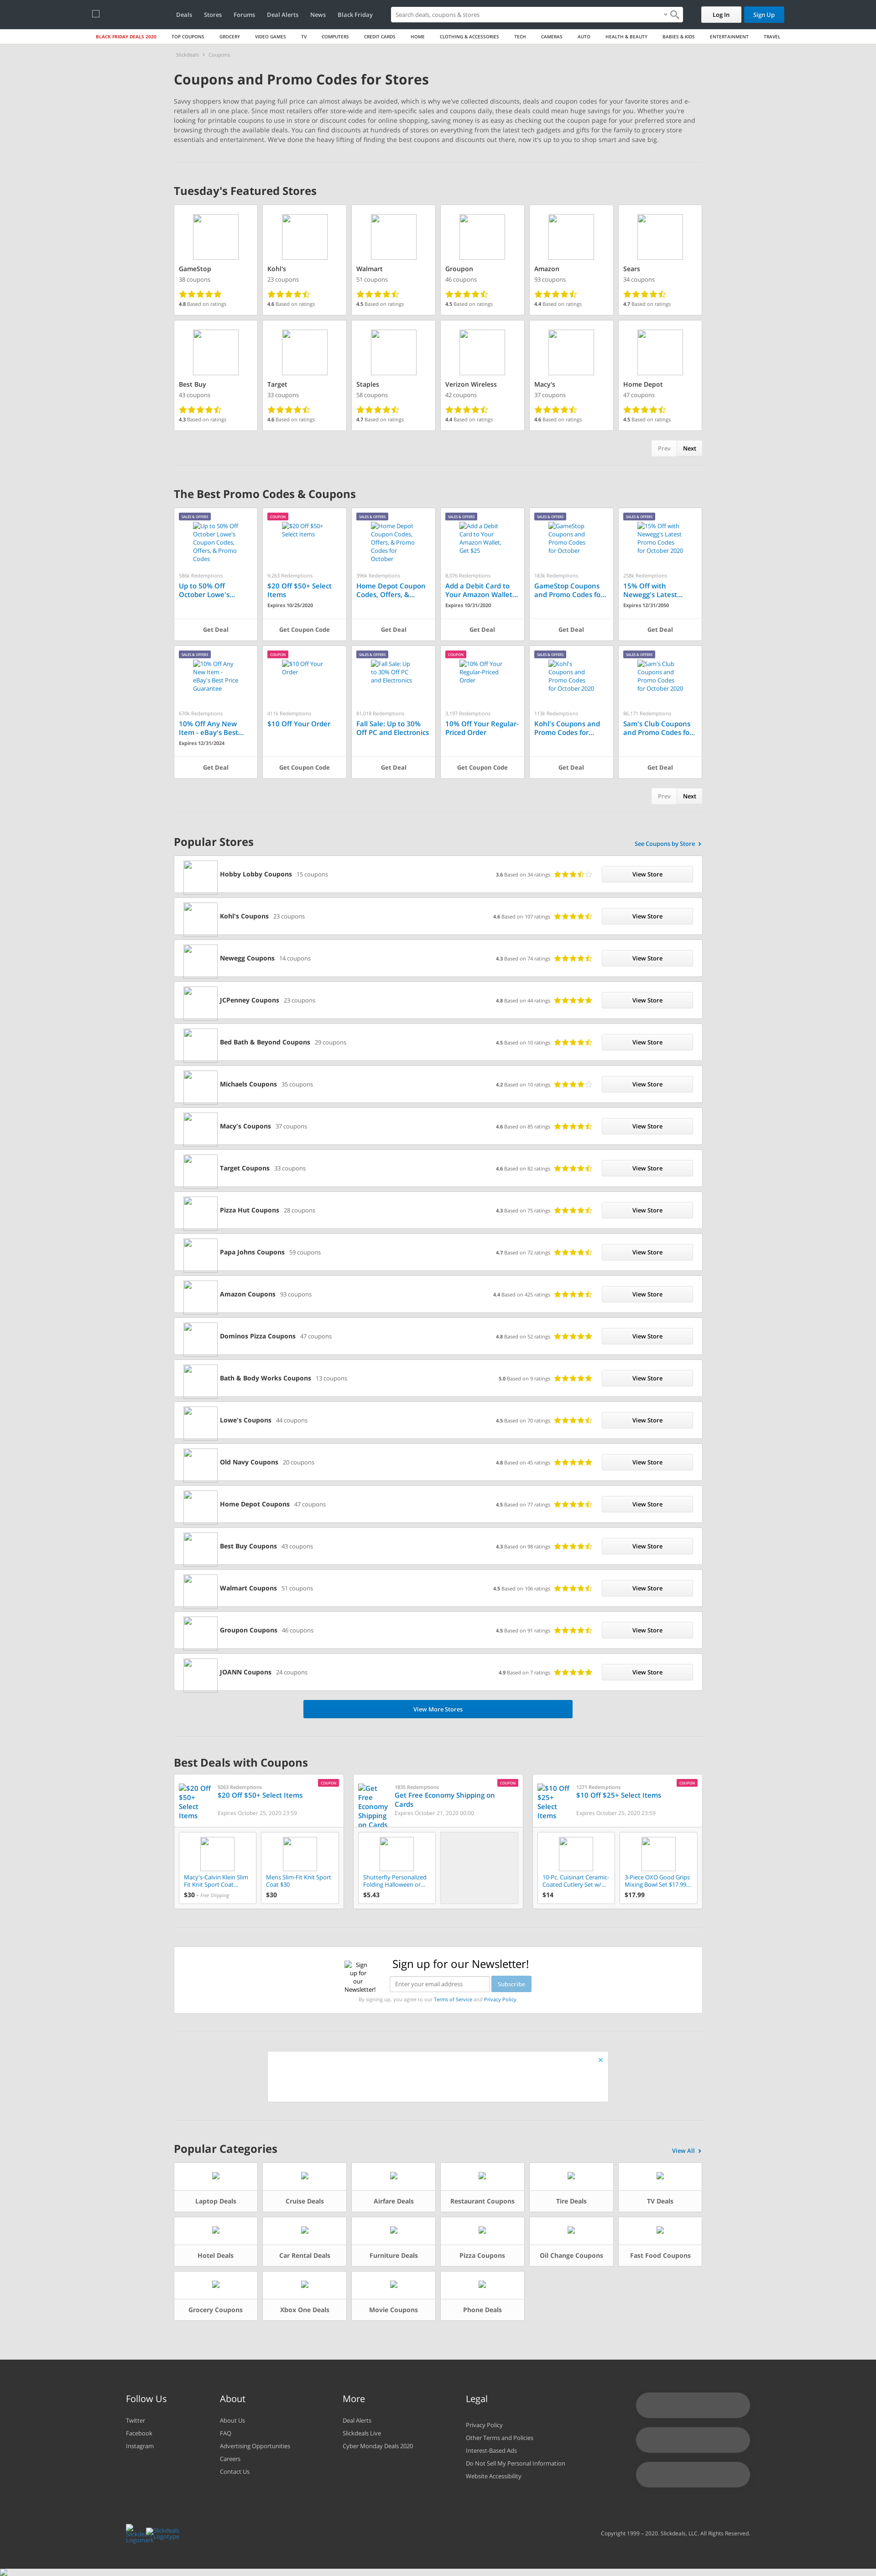 Deals Stores Forums Deal Alerts News Black Friday
Search deals, coupons & stores
Log In Sign Up
BLACK FRIDAY DEALS 2020 TOP COUPONS GROCERY VIDEO GAMES TV COMPUTERS CREDIT CARDS HOME CLOTHING & ACCESSORIES TECH CAMERAS AUTO HEALTH & BEAUTY BABIES & KIDS ENTERTAINMENT TRAVEL
Slickdeals > Coupons
Coupons and Promo Codes for Stores
Savvy shoppers know that paying full price can almost always be avoided, which is why we've collected discounts, deals and coupon codes for your favorite stores and e-
retailers all in one place. Since most retailers offer store-wide and item-specific sales and coupons daily, these deals could mean huge savings for you. Whether you're
looking for printable coupons to use in store or discount codes for online shopping, saving money is as easy as checking out the coupon page for your preferred store and
browsing through the available deals. You can find discounts at hundreds of stores on everything from the latest tech gadgets and gifts for the family to grocery store
essentials and entertainment. We've done the heavy lifting of finding the best coupons and discounts out there, now it's up to you to shop smart and save big.
Tuesday's Featured Stores
GameStop
38 coupons
4.8 Based on ratings
Kohl's
23 coupons
4.6 Based on ratings
Walmart
51 coupons
4.5 Based on ratings
Groupon
46 coupons
4.5 Based on ratings
Amazon
93 coupons
4.4 Based on ratings
Sears
34 coupons
4.7 Based on ratings
Best Buy
43 coupons
4.3 Based on ratings
Target
33 coupons
4.6 Based on ratings
Staples
58 coupons
4.7 Based on ratings
Verizon Wireless
42 coupons
4.4 Based on ratings
Macy's
37 coupons
4.6 Based on ratings
Home Depot
47 coupons
4.5 Based on ratings
Prev Next
The Best Promo Codes & Coupons
SALES & OFFERS
Up to 50% Off
October Lowe's
Coupon Codes,
Offers, & Promo
Codes
586k Redemptions
Up to 50% Off
October Lowe's...
Get Deal
COUPON
$20 Off $50+
Select Items
9,263 Redemptions
$20 Off $50+ Select
Items
Expires 10/25/2020
Get Coupon Code
SALES & OFFERS
Home Depot
Coupon Codes,
Offers, & Promo
Codes for
October
396k Redemptions
Home Depot Coupon
Codes, Offers, &...
Get Deal
SALES & OFFERS
Add a Debit
Card to Your
Amazon Wallet,
Get $25
8,076 Redemptions
Add a Debit Card to
Your Amazon Wallet...
Expires 10/31/2020
Get Deal
SALES & OFFERS
GameStop
Coupons and
Promo Codes
for October
183k Redemptions
GameStop Coupons
and Promo Codes fo...
Get Deal
SALES & OFFERS
15% Off with
Newegg's Latest
Promo Codes
for October 2020
258k Redemptions
15% Off with
Newegg's Latest...
Expires 12/31/2050
Get Deal
SALES & OFFERS
10% Off Any
New Item -
eBay's Best Price
Guarantee
670k Redemptions
10% Off Any New
Item - eBay's Best...
Expires 12/31/2024
Get Deal
COUPON
$10 Off Your
Order
411k Redemptions
$10 Off Your Order
Get Coupon Code
SALES & OFFERS
Fall Sale: Up
to 30% Off PC
and Electronics
81,018 Redemptions
Fall Sale: Up to 30%
Off PC and Electronics
Get Deal
COUPON
10% Off Your
Regular-Priced
Order
3,197 Redemptions
10% Off Your Regular-
Priced Order
Get Coupon Code
SALES & OFFERS
Kohl's
Coupons and
Promo Codes
for October 2020
113k Redemptions
Kohl's Coupons and
Promo Codes for...
Get Deal
SALES & OFFERS
Sam's Club
Coupons and
Promo Codes
for October 2020
86,171 Redemptions
Sam's Club Coupons
and Promo Codes fo...
Get Deal
Prev Next
Popular Stores
See Coupons by Store ›
Hobby Lobby Coupons 15 coupons 3.6 Based on 34 ratings View Store
Kohl's Coupons 23 coupons 4.6 Based on 107 ratings View Store
Newegg Coupons 14 coupons 4.3 Based on 74 ratings View Store
JCPenney Coupons 23 coupons 4.8 Based on 44 ratings View Store
Bed Bath & Beyond Coupons 29 coupons 4.5 Based on 10 ratings View Store
Michaels Coupons 35 coupons 4.2 Based on 10 ratings View Store
Macy's Coupons 37 coupons 4.6 Based on 85 ratings View Store
Target Coupons 33 coupons 4.6 Based on 82 ratings View Store
Pizza Hut Coupons 28 coupons 4.3 Based on 75 ratings View Store
Papa Johns Coupons 59 coupons 4.7 Based on 72 ratings View Store
Amazon Coupons 93 coupons 4.4 Based on 425 ratings View Store
Dominos Pizza Coupons 47 coupons 4.8 Based on 52 ratings View Store
Bath & Body Works Coupons 13 coupons 5.0 Based on 9 ratings View Store
Lowe's Coupons 44 coupons 4.5 Based on 70 ratings View Store
Old Navy Coupons 20 coupons 4.8 Based on 45 ratings View Store
Home Depot Coupons 47 coupons 4.5 Based on 77 ratings View Store
Best Buy Coupons 43 coupons 4.3 Based on 98 ratings View Store
Walmart Coupons 51 coupons 4.5 Based on 106 ratings View Store
Groupon Coupons 46 coupons 4.5 Based on 91 ratings View Store
JOANN Coupons 24 coupons 4.9 Based on 7 ratings View Store
View More Stores
Best Deals with Coupons
COUPON
$20 Off
$50+
Select
Items
9263 Redemptions
$20 Off $50+ Select Items
Expires October 25, 2020 23:59
Macy's-Calvin Klein Slim
Fit Knit Sport Coat...
$30 + Free Shipping
Mens Slim-Fit Knit Sport
Coat $30
$30
COUPON
Get
Free
Economy
Shipping
on Cards
1835 Redemptions
Get Free Economy Shipping on
Cards
Expires October 21, 2020 00:00
Shutterfly Personalized
Folding Halloween or...
$5.43
COUPON
$10 Off
$25+
Select
Items
1271 Redemptions
$10 Off $25+ Select Items
Expires October 25, 2020 23:59
10-Pc. Cuisinart Ceramic-
Coated Cutlery Set w/...
$14
3-Piece OXO Good Grips
Mixing Bowl Set $17.99...
$17.99
Sign
up for
our
Newsletter!
Sign up for our Newsletter!
Enter your email address
Subscribe
By signing up, you agree to our Terms of Service and Privacy Policy
×
Popular Categories
View All ›
Laptop Deals Cruise Deals Airfare Deals Restaurant Coupons Tire Deals TV Deals
Hotel Deals Car Rental Deals Furniture Deals Pizza Coupons Oil Change Coupons Fast Food Coupons
Grocery Coupons Xbox One Deals Movie Coupons Phone Deals
Follow Us
Twitter
Facebook
Instagram
About
About Us
FAQ
Advertising Opportunities
Careers
Contact Us
More
Deal Alerts
Slickdeals Live
Cyber Monday Deals 2020
Legal
Privacy Policy
Other Terms and Policies
Interest-Based Ads
Do Not Sell My Personal Information
Website Accessibility
Slickdeals
Logotype
Copyright 1999 – 2020. Slickdeals, LLC. All Rights Reserved.